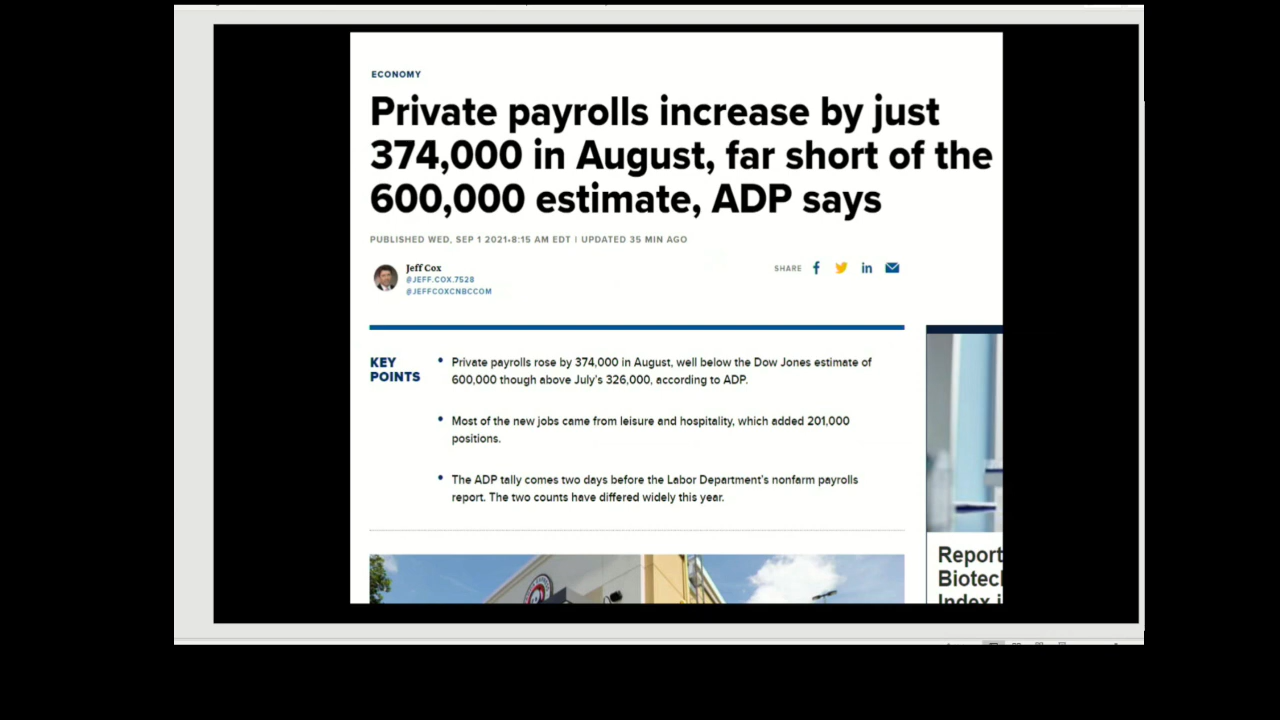 ECONOMY
Private payrolls increase by just
374,000 in August, far short of the
600,000 estimate, ADP says
PUBLISHED WED, SEP 1 2021•8:15 AM EDT | UPDATED 35 MIN AGO
Jeff Cox
@JEFF.COX.7528
@JEFFCOXCNBCCOM
SHARE
KEY
POINTS
• Private payrolls rose by 374,000 in August, well below the Dow Jones estimate of
600,000 though above July's 326,000, according to ADP.
• Most of the new jobs came from leisure and hospitality, which added 201,000
positions.
• The ADP tally comes two days before the Labor Department's nonfarm payrolls
report. The two counts have differed widely this year.
Report
Biotec
Index i